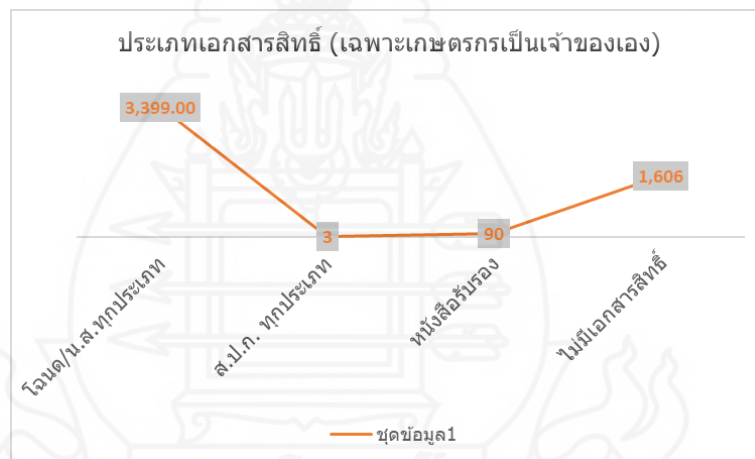 ประเภทเอกสารสิทธิ์ (เฉพาะเกษตรกรเป็นเจ้าของเอง)
3,399.00
3
90
1,606
โฉนด/น.ส.ทุกประเภท
ส.ป.ก. ทุกประเภท
หนังสือรับรอง
ไม่มีเอกสารสิทธิ์
ชุดข้อมูล1